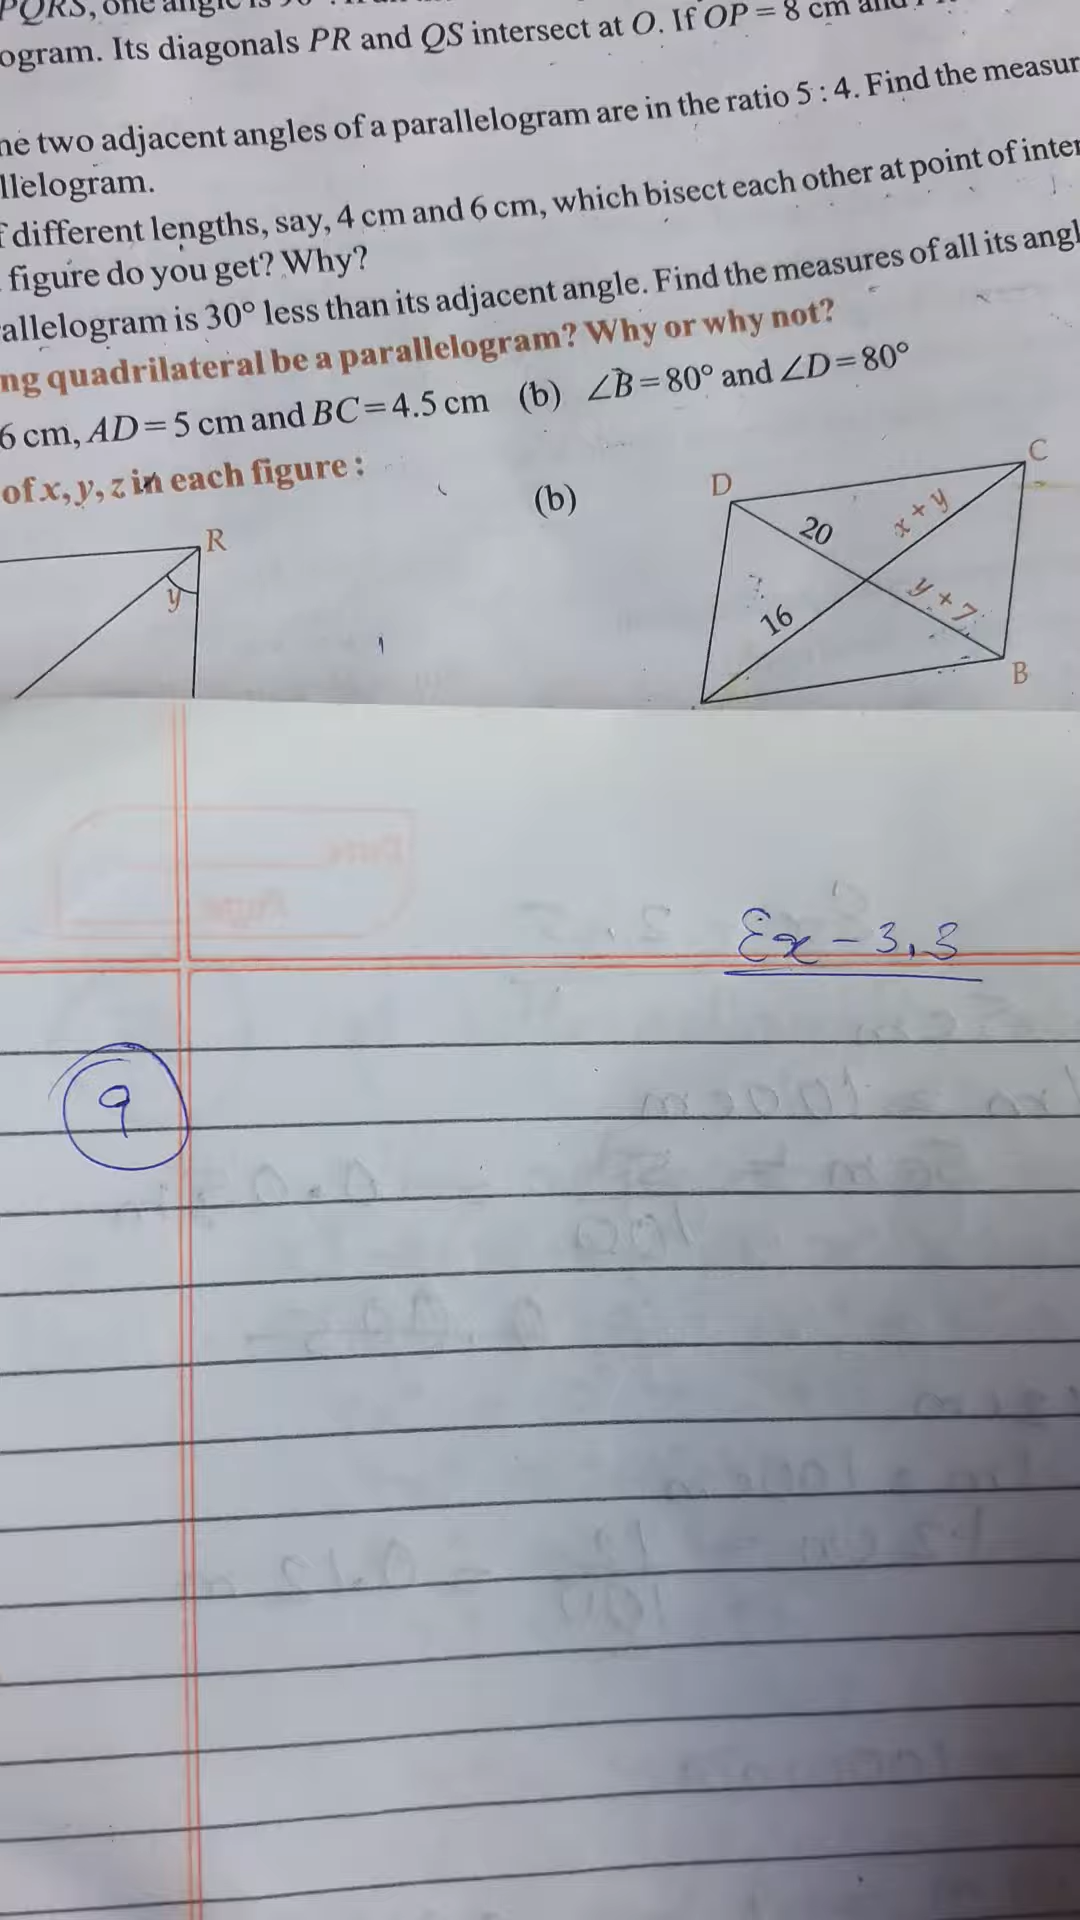 PQRS, one angle is
ogram. Its diagonals PR and QS intersect at O. If OP = 8 cm and
two adjacent angles of a parallelogram are in the ratio 5 : 4. Find the measur
llelogram.
different lengths, say, 4 cm and 6 cm, which bisect each other at point of inter
figure do you get? Why?
allelogram is 30° less than its adjacent angle. Find the measures of all its angl
ng quadrilateral be a parallelogram? Why or why not?
6 cm, AD = 5 cm and BC = 4.5 cm (b) ∠B = 80° and ∠D = 80°
of x, y, z in each figure :
(b)
D
C
20
x + y
R
y
16
y + 7
B
Ex - 3.3
9